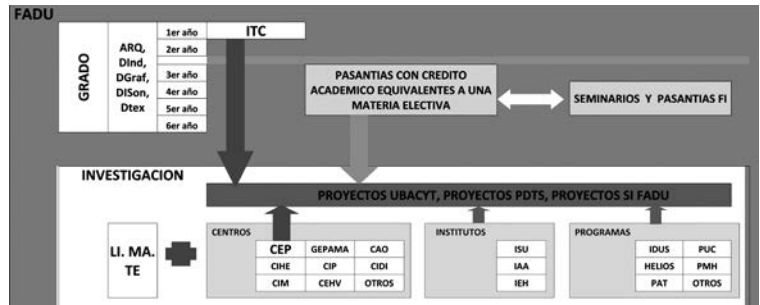 FADU
GRADO
ARQ,
DInd,
DGraf,
DISon,
Dtex
1er año
2er año
3er año
4er año
5er año
6er año
ITC
PASANTIAS CON CREDITO
ACADEMICO EQUIVALENTES A UNA
MATERIA ELECTIVA
SEMINARIOS Y PASANTIAS FI
INVESTIGACION
PROYECTOS UBACYT, PROYECTOS PDTS, PROYECTOS SI FADU
LI. MA.
TE
CENTROS
CEP GEPAMA CAO
CIHE CIP CIDI
CIM CEHV OTROS
INSTITUTOS
ISU
IAA
IEH
PROGRAMAS
IDUS PUC
HELIOS PMH
PAT OTROS